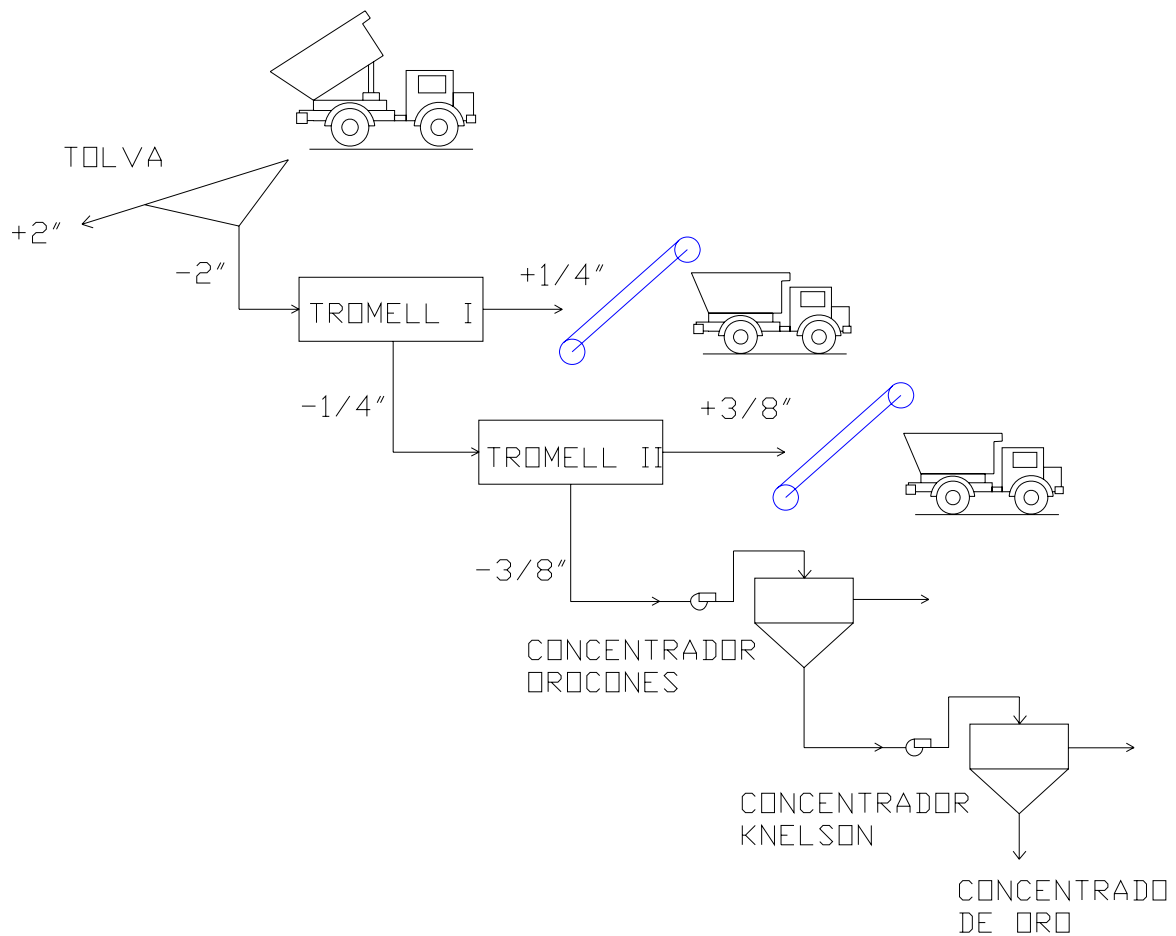 TOLVA
+2"
-2"
TROMELL I
+1/4"
-1/4"
TROMELL II
+3/8"
-3/8"
CONCENTRADOR
OROCONES
CONCENTRADOR
KNELSON
CONCENTRADO
DE ORO